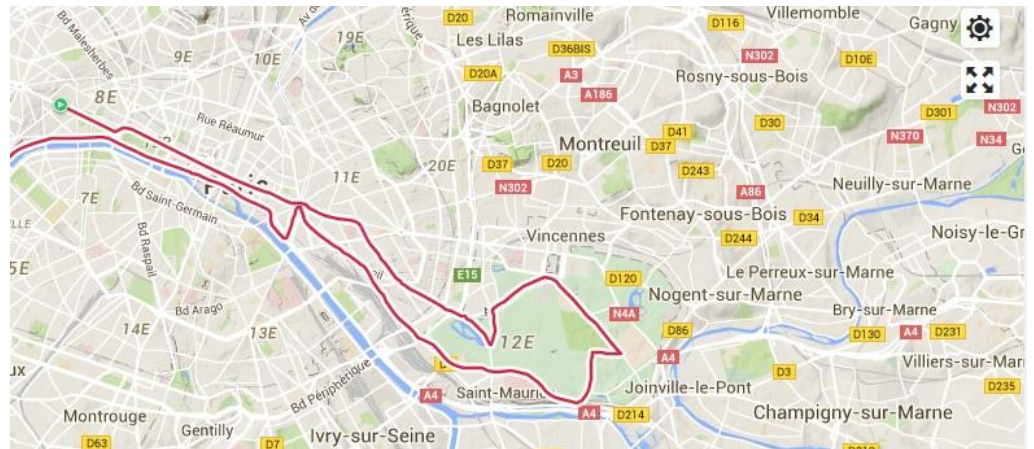 D20
Romainville
D116
Villemomble
Gagny
Bd Malesherbes
9E
10E
19E
Les Lilas
D36BIS
N302
D10E
D20A
A3
A186
Rosny-sous-Bois
8E
Bagnolet
D301
N302
Rue Réaumur
D30
D41
N370
N34
Montreuil
D37
11E
20E
D37
D20
D243
N302
A86
Neuilly-sur-Marne
7E
Bd Saint-Germain
Fontenay-sous-Bois
D34
Bd Raspail
Vincennes
D244
Noisy-le-Gr
5E
E15
D120
Le Perreux-sur-Marne
Nogent-sur-Marne
Bd Arago
N4A
Bry-sur-Marne
14E
13E
12E
D86
D130
A4
D231
A4
Villiers-sur-Mar
D3
Bd Périphérique
A4
Saint-Mauric
Joinville-le-Pont
D235
Montrouge
A4
D214
Champigny-sur-Marne
Gentilly
D63
D7
Ivry-sur-Seine